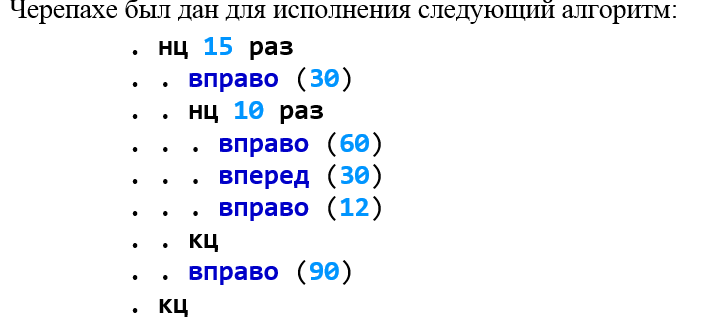 Черепахе был дан для исполнения следующий алгоритм:
. нц 15 раз
. . вправо (30)
. . нц 10 раз
. . . вправо (60)
. . . вперед (30)
. . . вправо (12)
. . кц
. . вправо (90)
. кц